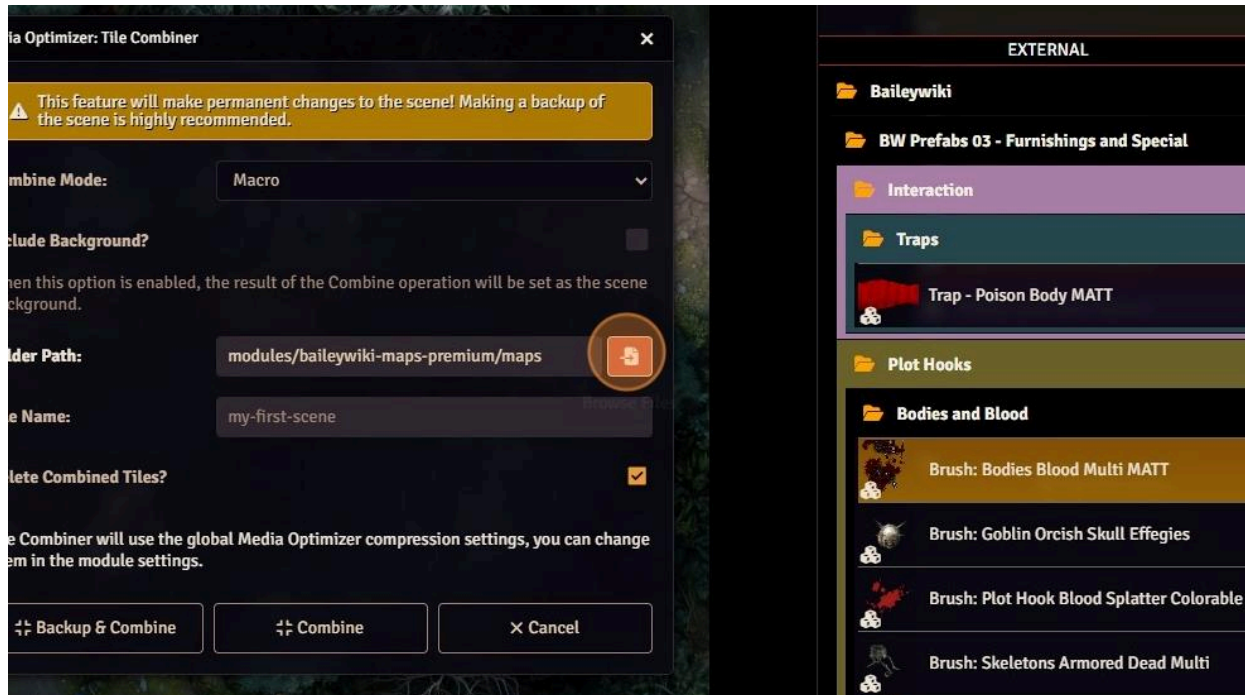 ia Optimizer: Tile Combiner
This feature will make permanent changes to the scene! Making a backup of
the scene is highly recommended.
mbine Mode:
Macro
clude Background?
en this option is enabled, the result of the Combine operation will be set as the scene
ckground.
lder Path:
modules/baileywiki-maps-premium/maps
Browse Files
e Name:
my-first-scene
lete Combined Tiles?
e Combiner will use the global Media Optimizer compression settings, you can change
em in the module settings.
Backup & Combine
Combine
Cancel
EXTERNAL
Baileywiki
BW Prefabs 03 - Furnishings and Special
Interaction
Traps
Trap - Poison Body MATT
Plot Hooks
Bodies and Blood
Brush: Bodies Blood Multi MATT
Brush: Goblin Orcish Skull Effegies
Brush: Plot Hook Blood Splatter Colorable
Brush: Skeletons Armored Dead Multi